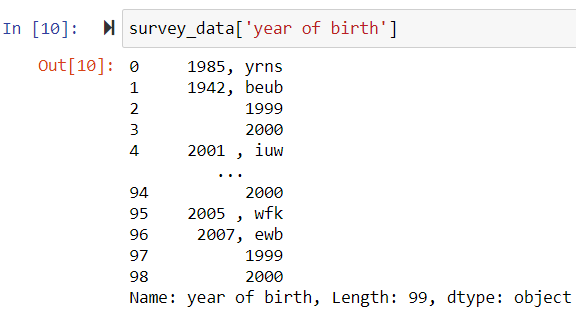 In [10]: survey_data['year of birth']
Out[10]: 0 1985, yrns
1 1942, beub
2 1999
3 2000
4 2001 , iuw
...
94 2000
95 2005 , wfk
96 2007, ewb
97 1999
98 2000
Name: year of birth, Length: 99, dtype: object